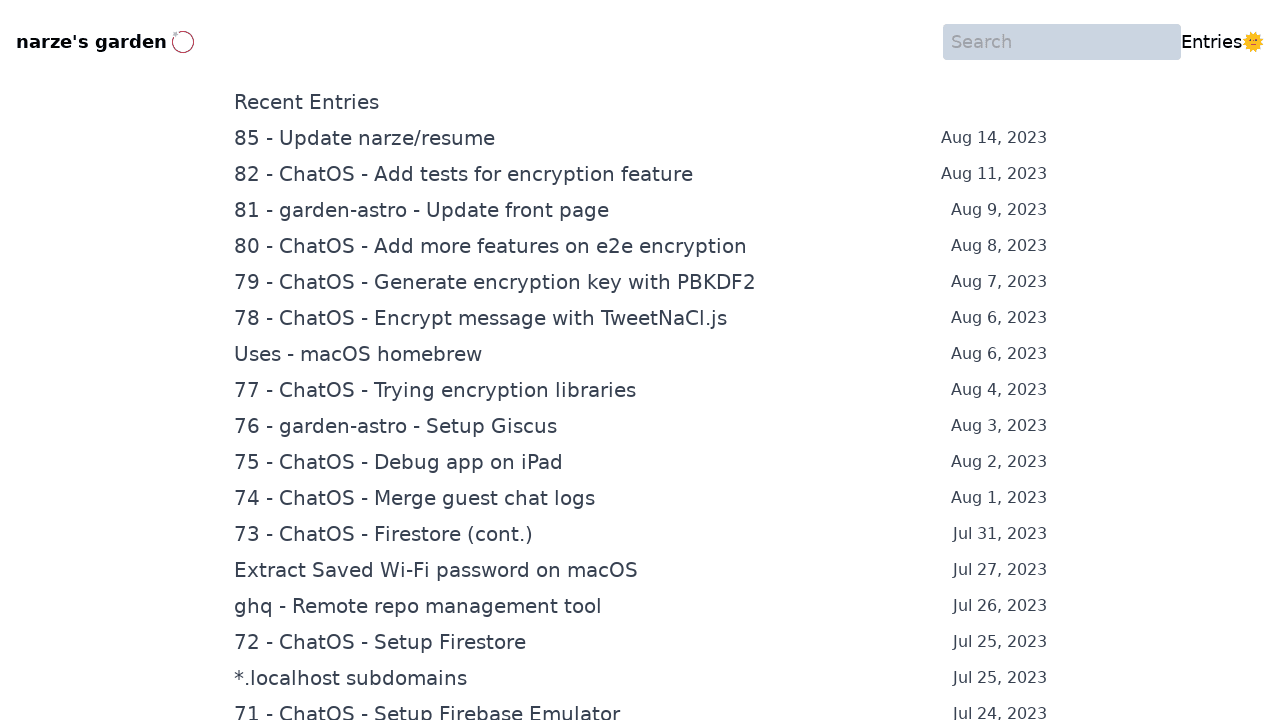 narze's garden
Search
Entries🌞
Recent Entries
85 - Update narze/resume Aug 14, 2023
82 - ChatOS - Add tests for encryption feature Aug 11, 2023
81 - garden-astro - Update front page Aug 9, 2023
80 - ChatOS - Add more features on e2e encryption Aug 8, 2023
79 - ChatOS - Generate encryption key with PBKDF2 Aug 7, 2023
78 - ChatOS - Encrypt message with TweetNaCl.js Aug 6, 2023
Uses - macOS homebrew Aug 6, 2023
77 - ChatOS - Trying encryption libraries Aug 4, 2023
76 - garden-astro - Setup Giscus Aug 3, 2023
75 - ChatOS - Debug app on iPad Aug 2, 2023
74 - ChatOS - Merge guest chat logs Aug 1, 2023
73 - ChatOS - Firestore (cont.) Jul 31, 2023
Extract Saved Wi-Fi password on macOS Jul 27, 2023
ghq - Remote repo management tool Jul 26, 2023
72 - ChatOS - Setup Firestore Jul 25, 2023
*.localhost subdomains Jul 25, 2023
71 - ChatOS - Setup Firebase Emulator Jul 24, 2023